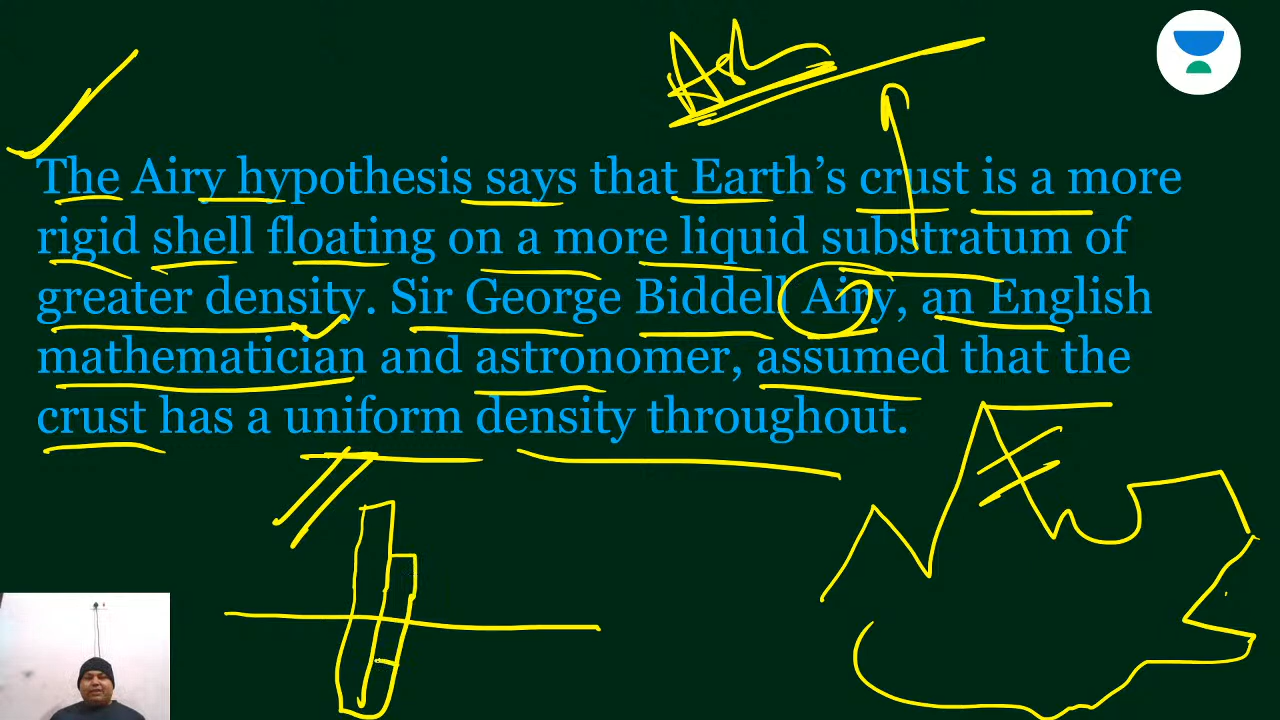 The Airy hypothesis says that Earth’s crust is a more
rigid shell floating on a more liquid substratum of
greater density. Sir George Biddell Airy, an English
mathematician and astronomer, assumed that the
crust has a uniform density throughout.